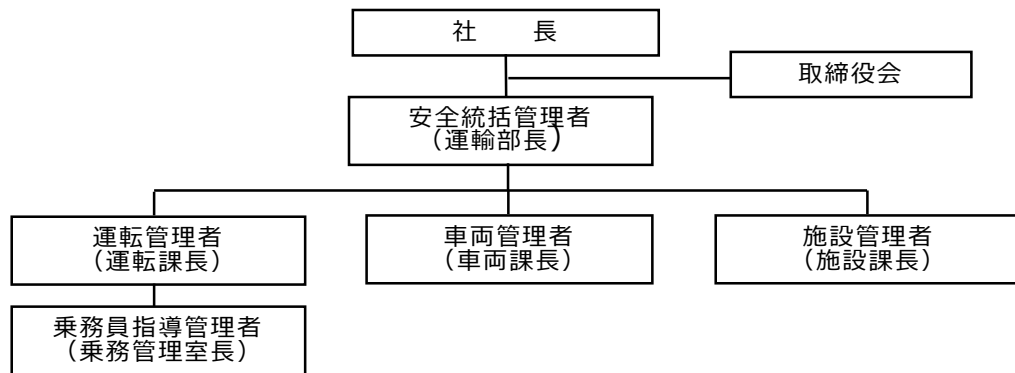 社　　長
取締役会
安全統括管理者
（運輸部長）
運転管理者
（運転課長）
車両管理者
（車両課長）
施設管理者
（施設課長）
乗務員指導管理者
（乗務管理室長）